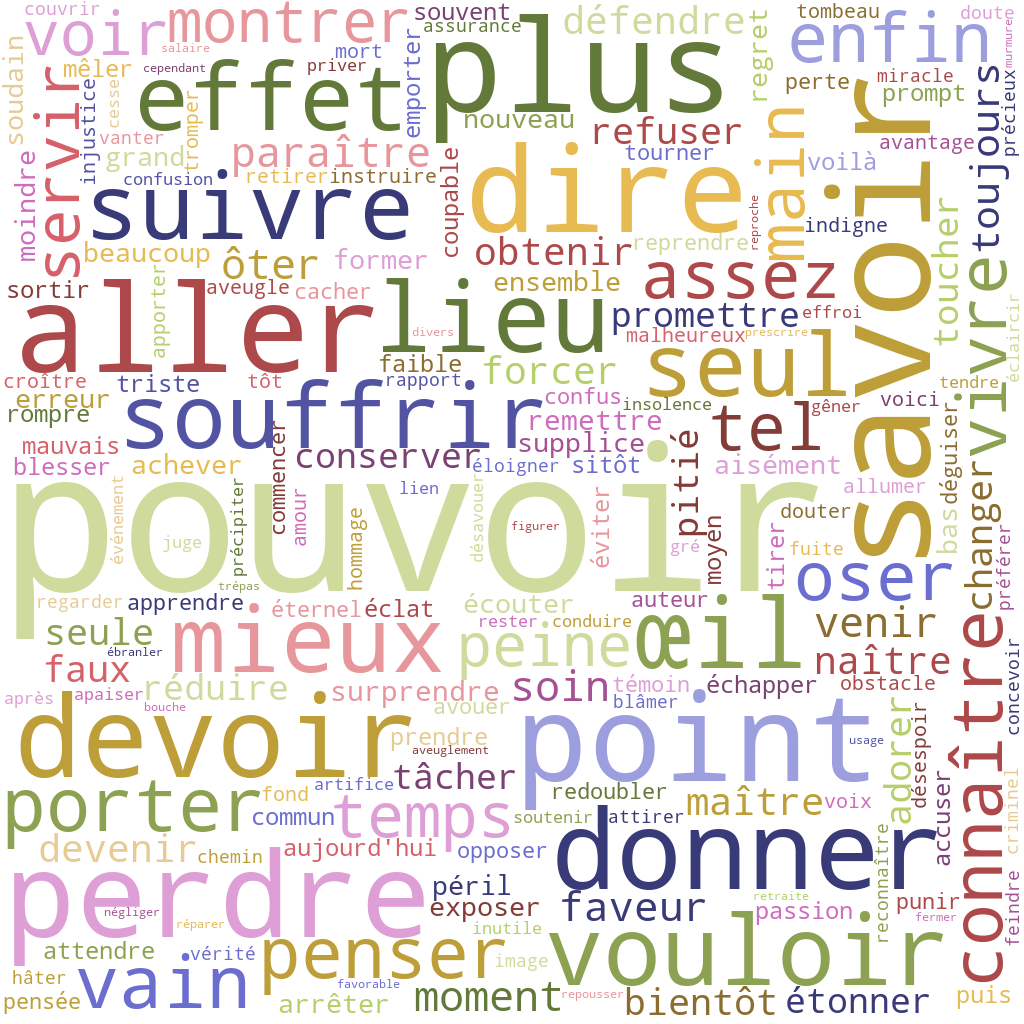 couvrir
voir
montrer
salaire
souvent
assurance
plus
défendre
regret
tombeau
enfin
doute
murmurer
soudain
mêler
servir
cependant
mort
priver
effet
emporter
nouveau
refuser
perte
miracle
prompt
précieux
toujours
injustice
cesser
vanter
grand
tromper
paraître
tourner
main
voilà
avantage
savoir
moindre
confusion
retirer
instruire
suivre
coupable
dire
reproche
indigne
beaucoup
ôter
former
obtenir
reprendre
toucher
sortir
apporter
aveugle
cacher
ensemble
assez
vivre
aller
lieu
divers
promettre
effroi
malheureux
prescrire
éclaircir
faible
forcer
seul
croître
triste
tôt
rapport
tendre
erreur
rompre
souffrir
confus
insolence
gêner
voici
remettre
tel
mauvais
commencer
conserver
supplice
pitié
déguiser
bas
blesser
achever
éloigner
sitôt
aisément
changer
événement
juge
précipiter
pouvoir
amour
lien
hommage
désavouer
figurer
éviter
gré
moyen
allumer
douter
tirer
fuite
préférer
trépas
oser
connaître
regarder
apprendre
éternel
éclat
écouter
rester
conduire
auteur
venir
seule
ébranler
mieux
peine
œil
naître
concevoir
faux
après
apaiser
réduire
bouche
surprendre
avouer
soin
témoin
blâmer
échapper
obstacle
devoir
prendre
aveuglement
point
usage
adorer
désespoir
tâcher
artifice
redoubler
porter
fond
commun
temps
soutenir
attirer
maître
voix
accuser
criminel
devenir
chemin
aujourd'hui
opposer
donner
reconnaître
perdre
péril
exposer
faveur
retraite
passion
punir
fermer
feindre
négliger
réparer
inutile
attendre
vérité
penser
image
vouloir
hâter
pensée
vain
favorable
arrêter
moment
repousser
bientôt
étonner
puis